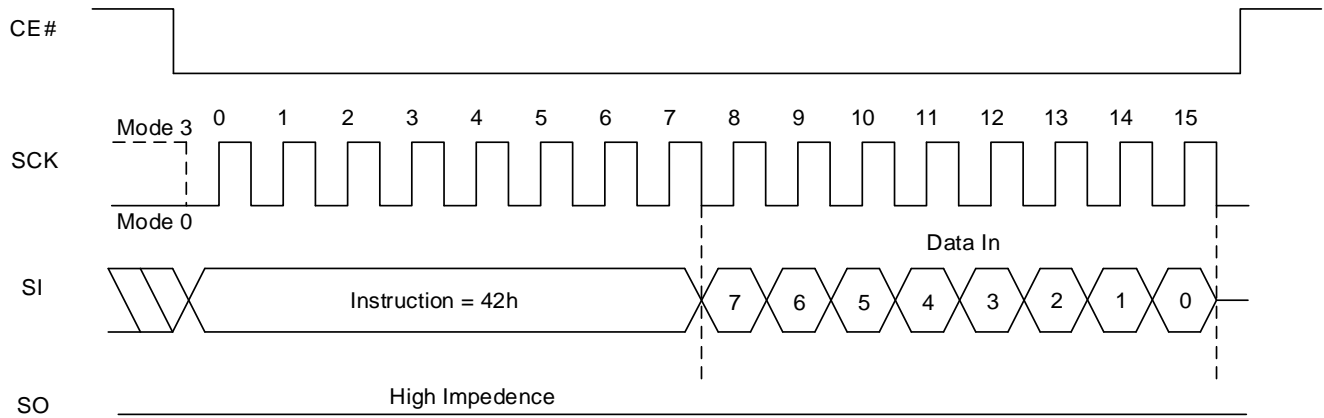 CE#
Mode 3
0 1 2 3 4 5 6 7 8 9 10 11 12 13 14 15
SCK
Mode 0
Data In
SI
Instruction = 42h
7 6 5 4 3 2 1 0
High Impedence
SO